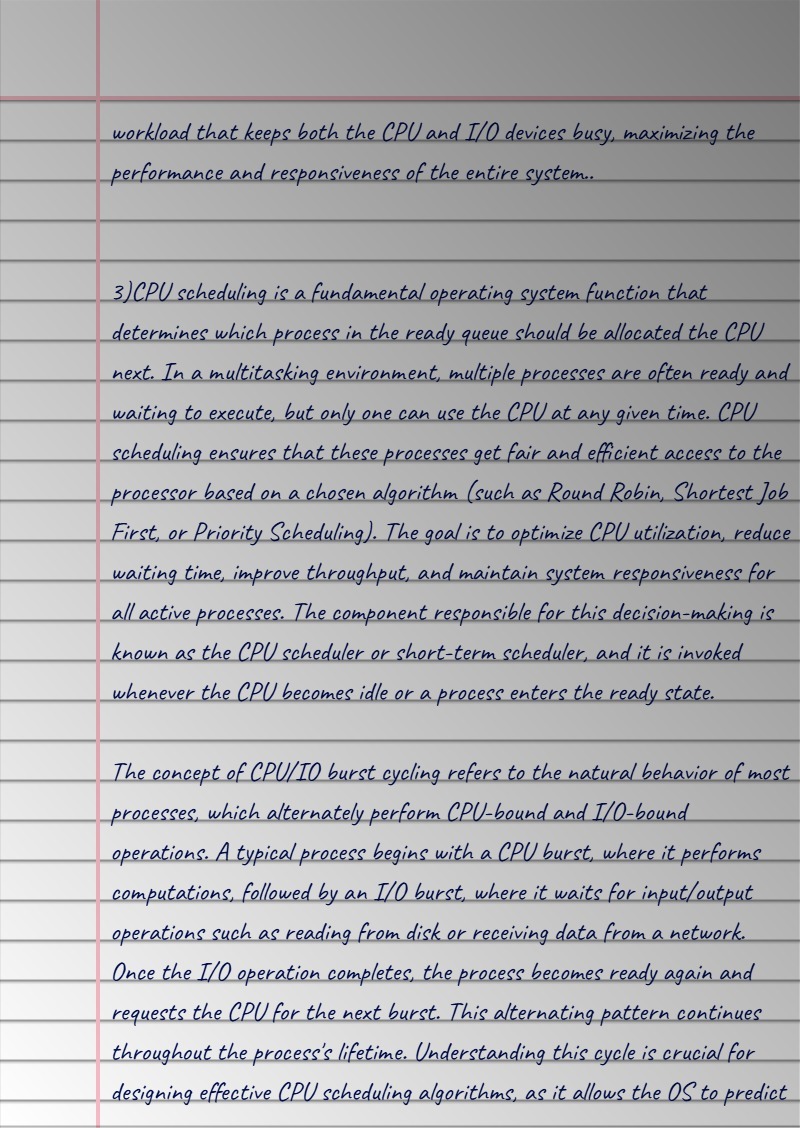 workload that keeps both the CPU and I/O devices busy, maximizing the
performance and responsiveness of the entire system..
3)CPU scheduling is a fundamental operating system function that
determines which process in the ready queue should be allocated the CPU
next. In a multitasking environment, multiple processes are often ready and
waiting to execute, but only one can use the CPU at any given time. CPU
scheduling ensures that these processes get fair and efficient access to the
processor based on a chosen algorithm (such as Round Robin, Shortest Job
First, or Priority Scheduling). The goal is to optimize CPU utilization, reduce
waiting time, improve throughput, and maintain system responsiveness for
all active processes. The component responsible for this decision-making is
known as the CPU scheduler or short-term scheduler, and it is invoked
whenever the CPU becomes idle or a process enters the ready state.
The concept of CPU/IO burst cycling refers to the natural behavior of most
processes, which alternately perform CPU-bound and I/O-bound
operations. A typical process begins with a CPU burst, where it performs
computations, followed by an I/O burst, where it waits for input/output
operations such as reading from disk or receiving data from a network.
Once the I/O operation completes, the process becomes ready again and
requests the CPU for the next burst. This alternating pattern continues
throughout the process's lifetime. Understanding this cycle is crucial for
designing effective CPU scheduling algorithms, as it allows the OS to predict